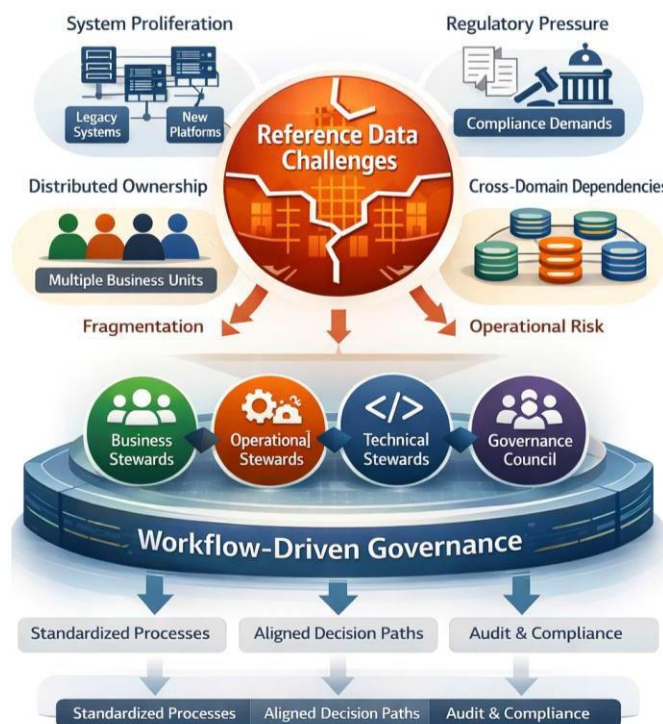 System Proliferation
Regulatory Pressure
Legacy
Systems
New
Platforms
Reference Data
Challenges
Compliance Demands
Distributed Ownership
Cross-Domain Dependencies
Multiple Business Units
Fragmentation
Operational Risk
Business
Stewards
Operational
Stewards
</>
Technical
Stewards
Governance
Council
Workflow-Driven Governance
Standardized Processes
Aligned Decision Paths
Audit & Compliance
Standardized Processes
Aligned Decision Paths
Audit & Compliance